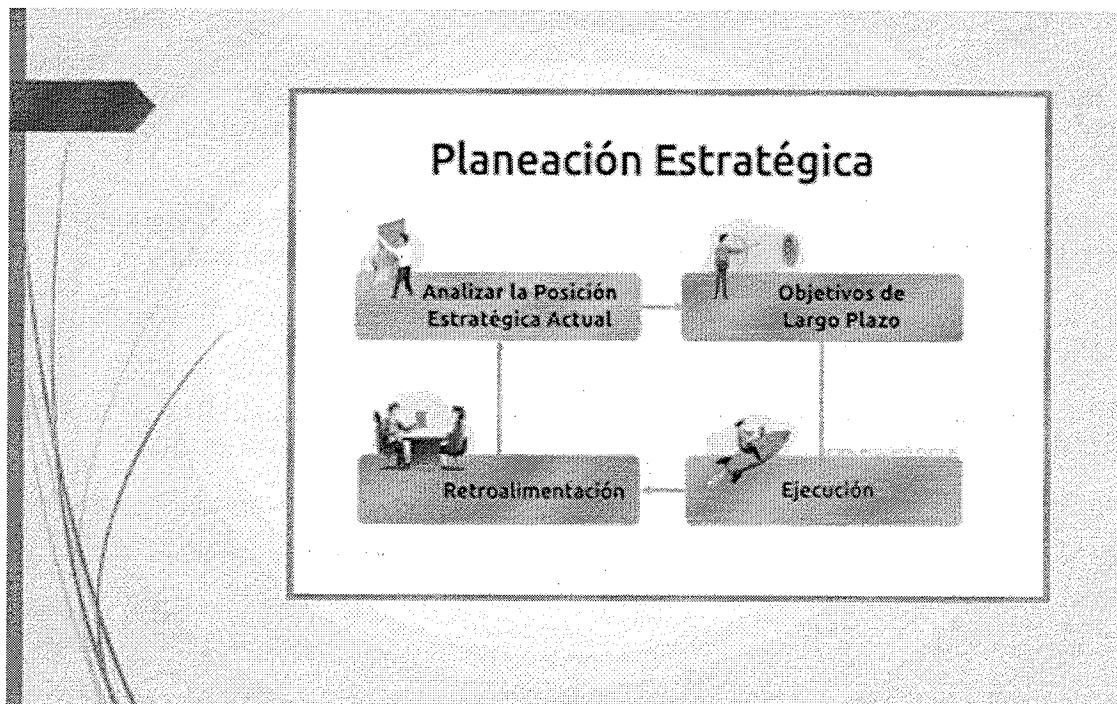 Planeación Estratégica
Analizar la Posición
Estratégica Actual
Objetivos de
Largo Plazo
Retroalimentación
Ejecución